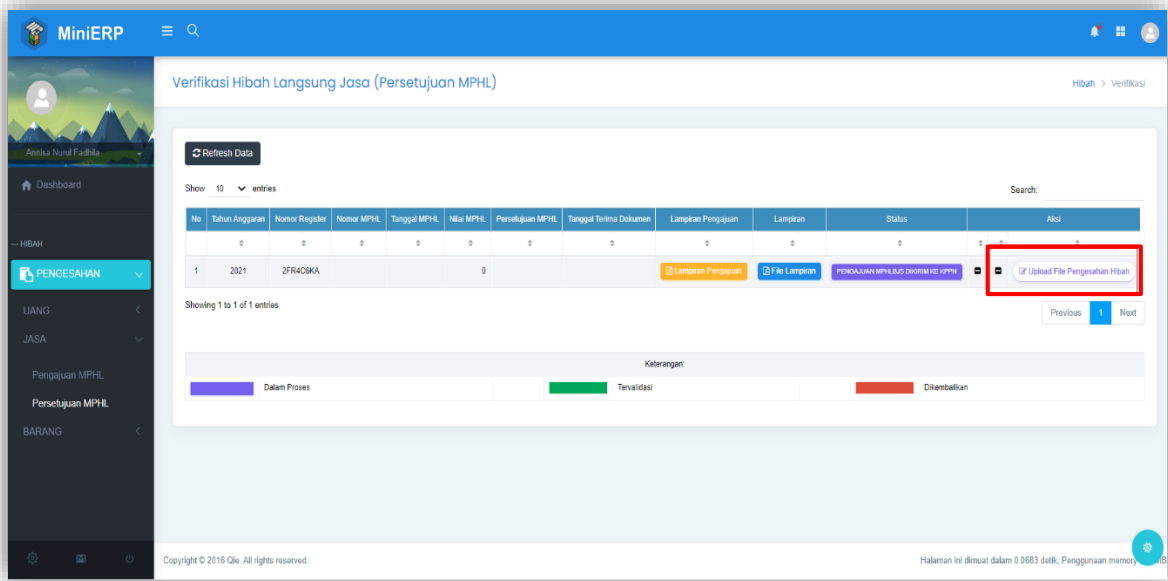 MiniERP
Verifikasi Hibah Langsung Jasa (Persetujuan MPHL)
Hibah > Verifikasi
Annisa Nurul Fadhila
Dashboard
HIBAH
PENGESAHAN
UANG
JASA
Pengajuan MPHL
Persetujuan MPHL
BARANG
Refresh Data
Show 10 entries
Search:
No Tahun Anggaran Nomor Register Nomor MPHL Tanggal MPHL Nilai MPHL Persetujuan MPHL Tanggal Terima Dokumen Lampiran Pengajuan Lampiran Status Aksi
1 2021 2FR4C6KA 0 Lampiran Pengajuan File Lampiran PENGAJUAN MPHLBJS DIKIRIM KE KPPN Upload File Pengesahan Hibah
Showing 1 to 1 of 1 entries
Previous 1 Next
Keterangan:
Dalam Proses Tervalidasi Dikembalikan
Copyright © 2016 Qie. All rights reserved.
Halaman ini dimuat dalam 0.0683 detik, Penggunaan memory